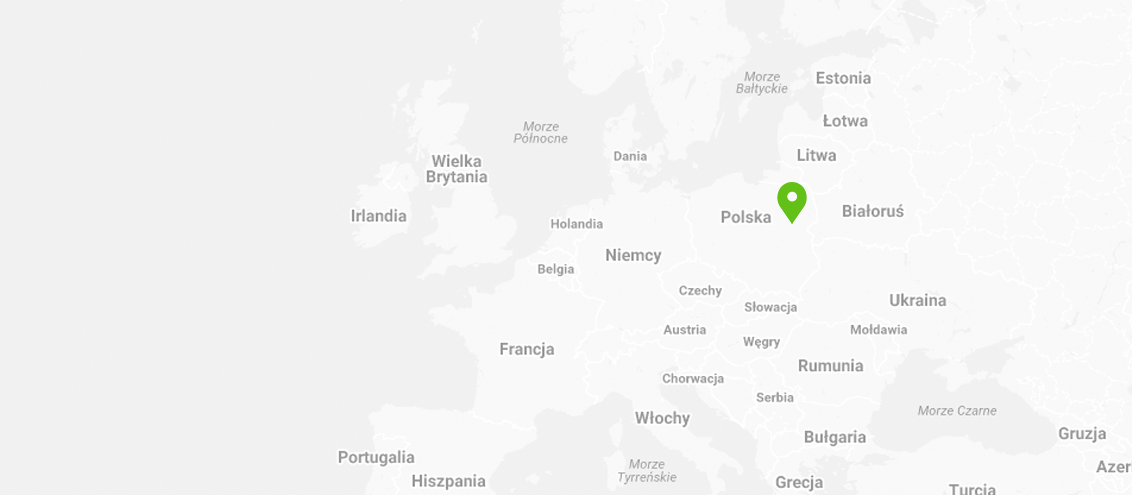 Morze
Bałtyckie
Estonia
Łotwa
Morze
Północne
Litwa
Dania
Wielka
Brytania
Irlandia
Polska
Białoruś
Holandia
Niemcy
Belgia
Czechy
Ukraina
Słowacja
Austria
Mołdawia
Węgry
Francja
Rumunia
Chorwacja
Serbia
Morze Czarne
Włochy
Gruzja
Bułgaria
Portugalia
Morze
Tyrreńskie
Azer
Hiszpania
Grecja
Turcja